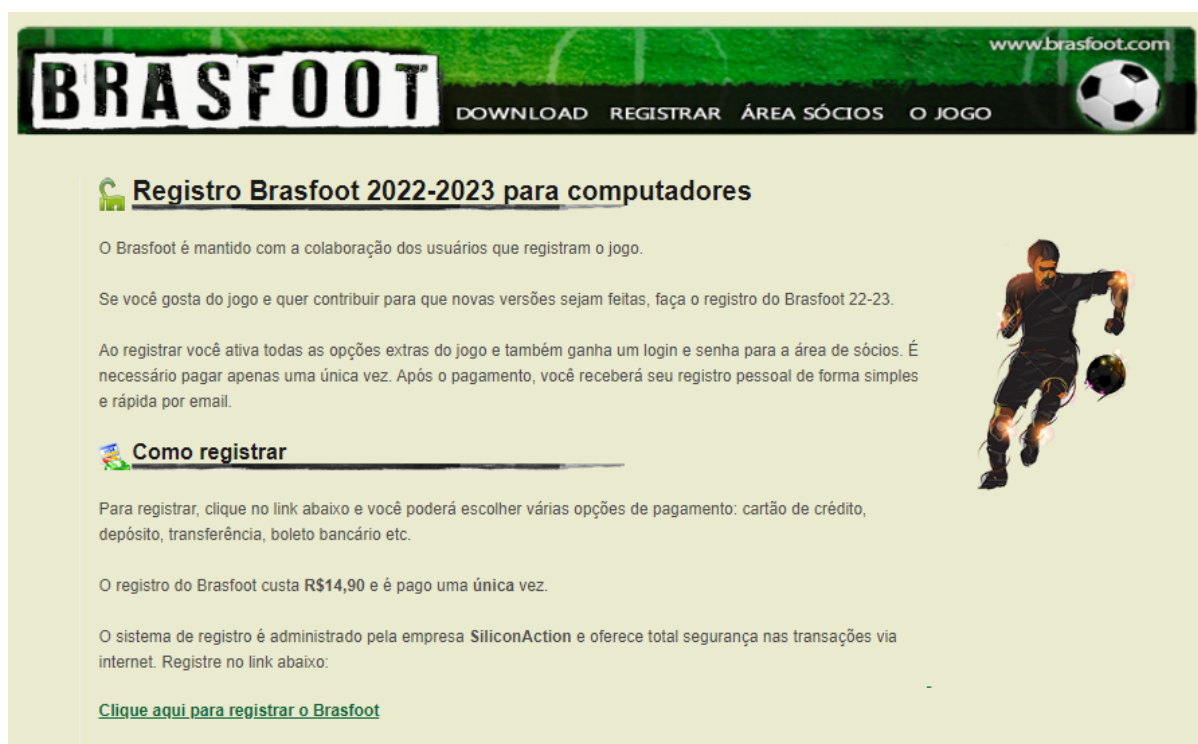 www.brasfoot.com
BRASFOOT
DOWNLOAD REGISTRAR ÁREA SÓCIOS O JOGO
Registro Brasfoot 2022-2023 para computadores
O Brasfoot é mantido com a colaboração dos usuários que registram o jogo.
Se você gosta do jogo e quer contribuir para que novas versões sejam feitas, faça o registro do Brasfoot 22-23.
Ao registrar você ativa todas as opções extras do jogo e também ganha um login e senha para a área de sócios. É
necessário pagar apenas uma única vez. Após o pagamento, você receberá seu registro pessoal de forma simples
e rápida por email.
Como registrar
Para registrar, clique no link abaixo e você poderá escolher várias opções de pagamento: cartão de crédito,
depósito, transferência, boleto bancário etc.
O registro do Brasfoot custa R$14,90 e é pago uma única vez.
O sistema de registro é administrado pela empresa SiliconAction e oferece total segurança nas transações via
internet. Registre no link abaixo:
Clique aqui para registrar o Brasfoot